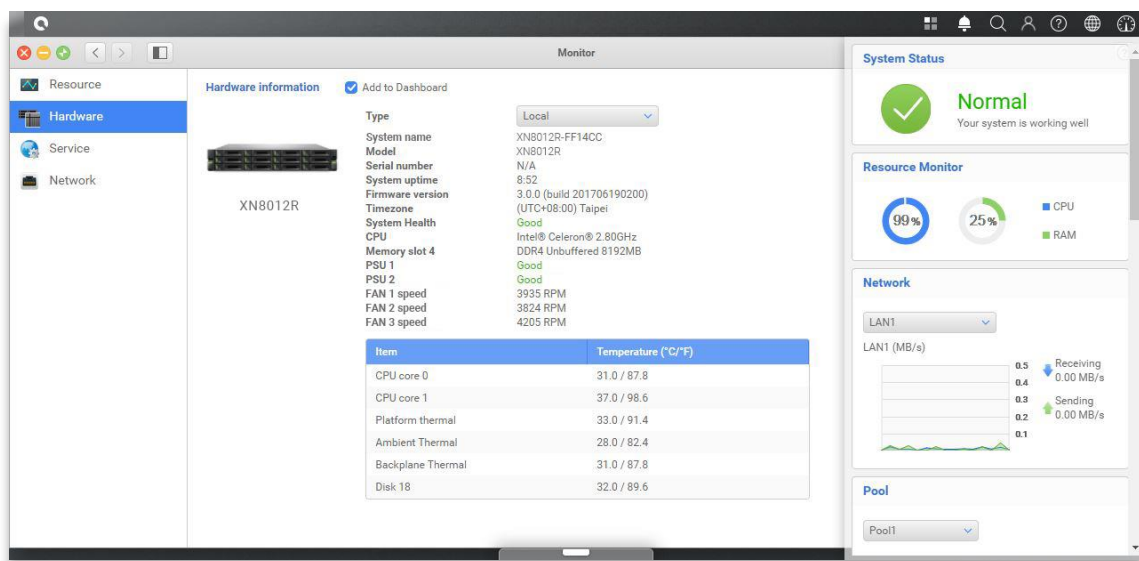 Monitor
Resource
Hardware
Service
Network
Hardware information
Add to Dashboard
XN8012R
Type Local
System name XN8012R-FF14CC
Model XN8012R
Serial number N/A
System uptime 8:52
Firmware version 3.0.0 (build 201706190200)
Timezone (UTC+08:00) Taipei
System Health Good
CPU Intel® Celeron® 2.80GHz
Memory slot 4 DDR4 Unbuffered 8192MB
PSU 1 Good
PSU 2 Good
FAN 1 speed 3935 RPM
FAN 2 speed 3824 RPM
FAN 3 speed 4205 RPM
Item Temperature (°C/°F)
CPU core 0 31.0 / 87.8
CPU core 1 37.0 / 98.6
Platform thermal 33.0 / 91.4
Ambient Thermal 28.0 / 82.4
Backplane Thermal 31.0 / 87.8
Disk 18 32.0 / 89.6
System Status
Normal
Your system is working well
Resource Monitor
99%
25%
CPU
RAM
Network
LAN1
LAN1 (MB/s)
0.5
0.4
0.3
0.2
0.1
Receiving
0.00 MB/s
Sending
0.00 MB/s
Pool
Pool1